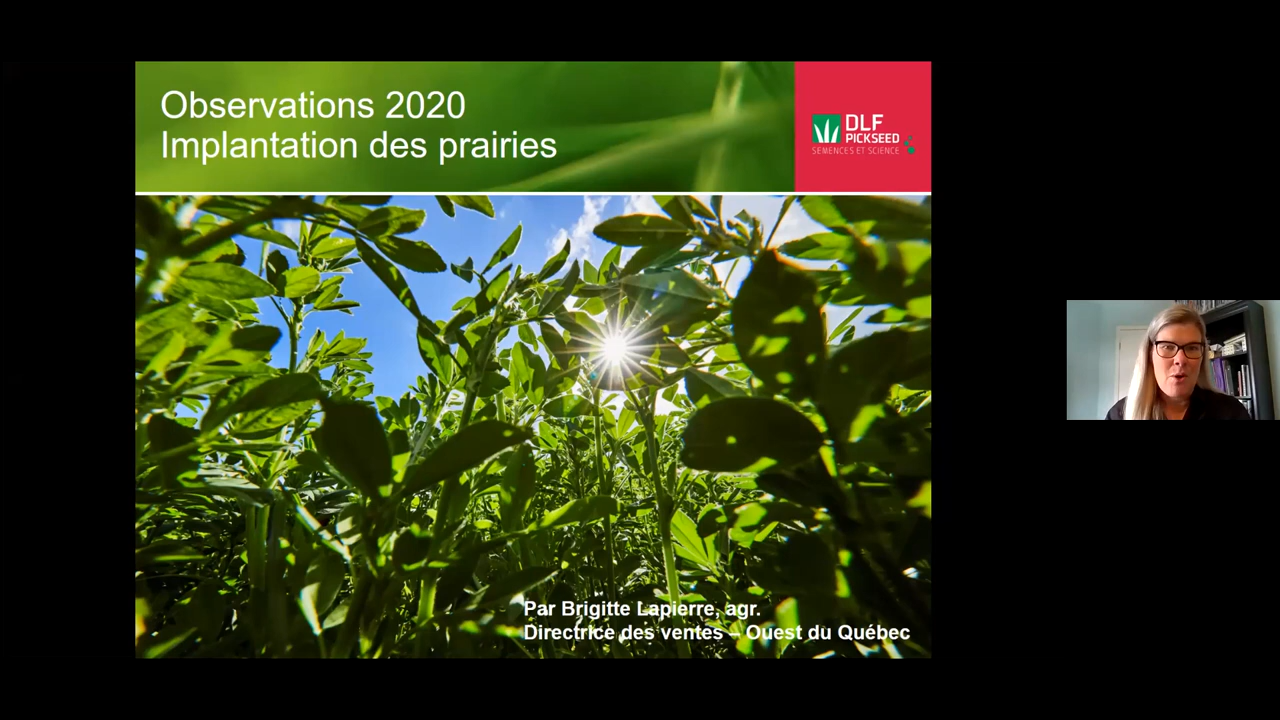 Observations 2020
Implantation des prairies
DLF
PICKSEED
SEMENCES ET SCIENCE
Par Brigitte Lapierre, agr.
Directrice des ventes – Ouest du Québec